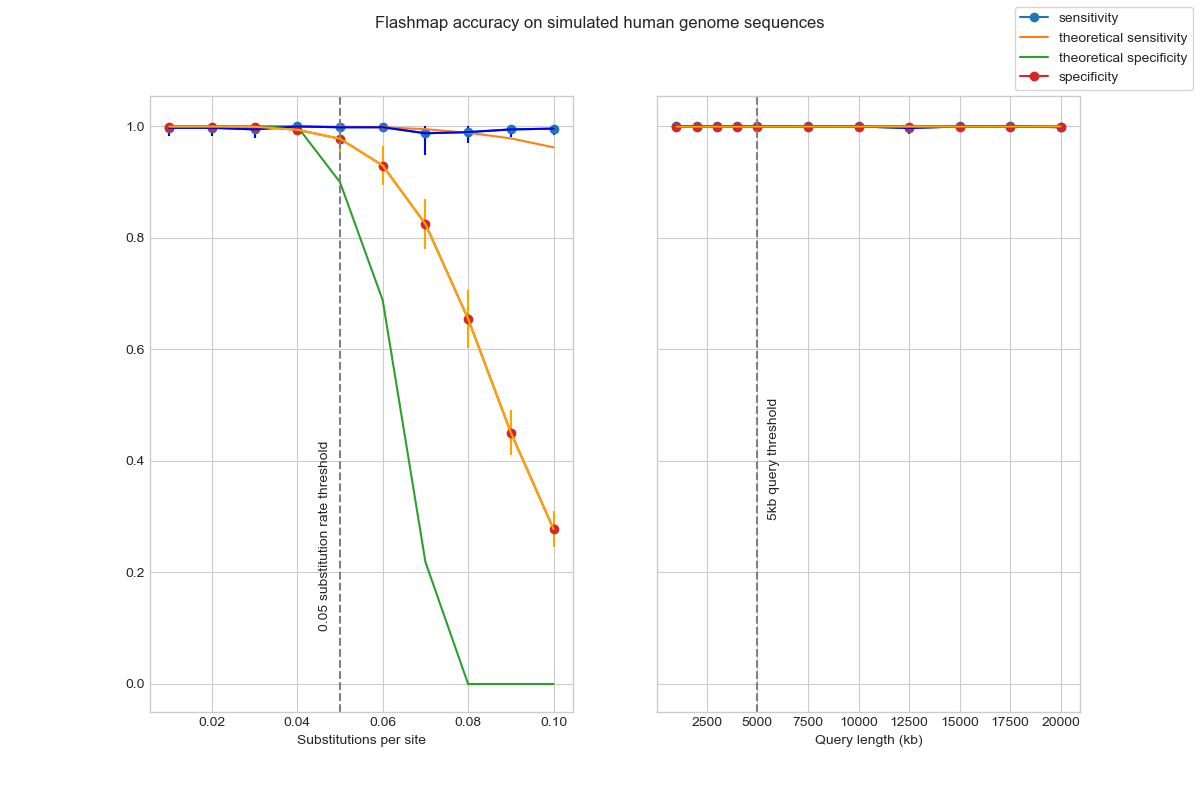 Flashmap accuracy on simulated human genome sequences
sensitivity
theoretical sensitivity
theoretical specificity
specificity
1.0
0.8
0.6
0.4
0.2
0.0
0.05 substitution rate threshold
0.02 0.04 0.06 0.08 0.10
Substitutions per site
5kb query threshold
2500 5000 7500 10000 12500 15000 17500 20000
Query length (kb)